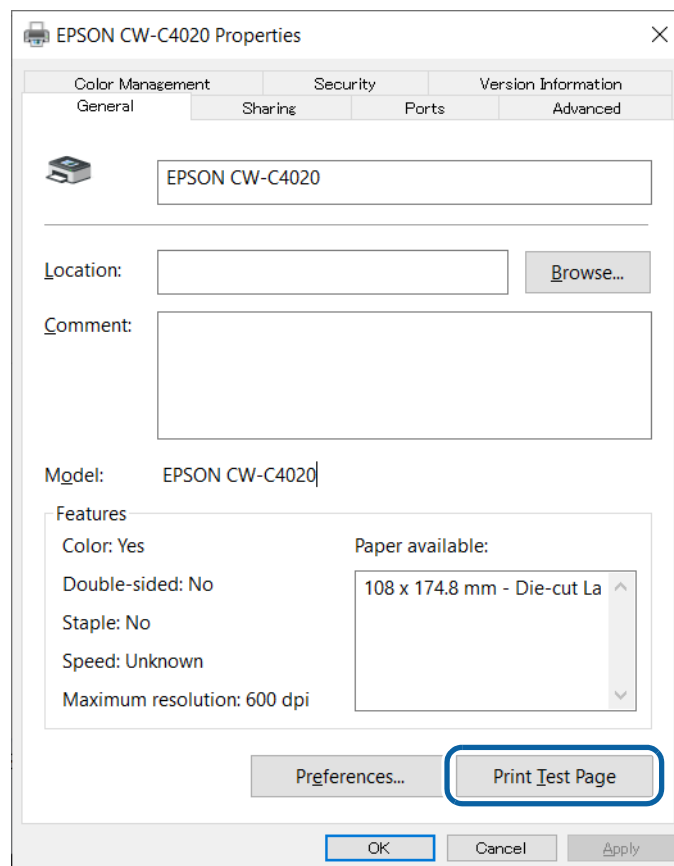 EPSON CW-C4020 Properties
Color Management Security Version Information
General Sharing Ports Advanced
EPSON CW-C4020
Location: Browse...
Comment:
Model: EPSON CW-C4020
Features
Color: Yes Paper available:
Double-sided: No 108 x 174.8 mm - Die-cut La
Staple: No
Speed: Unknown
Maximum resolution: 600 dpi
Preferences... Print Test Page
OK Cancel Apply